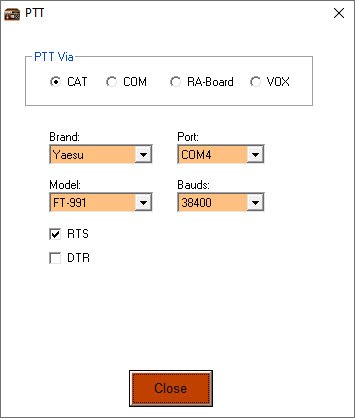 PTT
PTT Via
CAT COM RA-Board VOX
Brand: Port:
Yaesu COM4
Model: Bauds:
FT-991 38400
RTS
DTR
Close